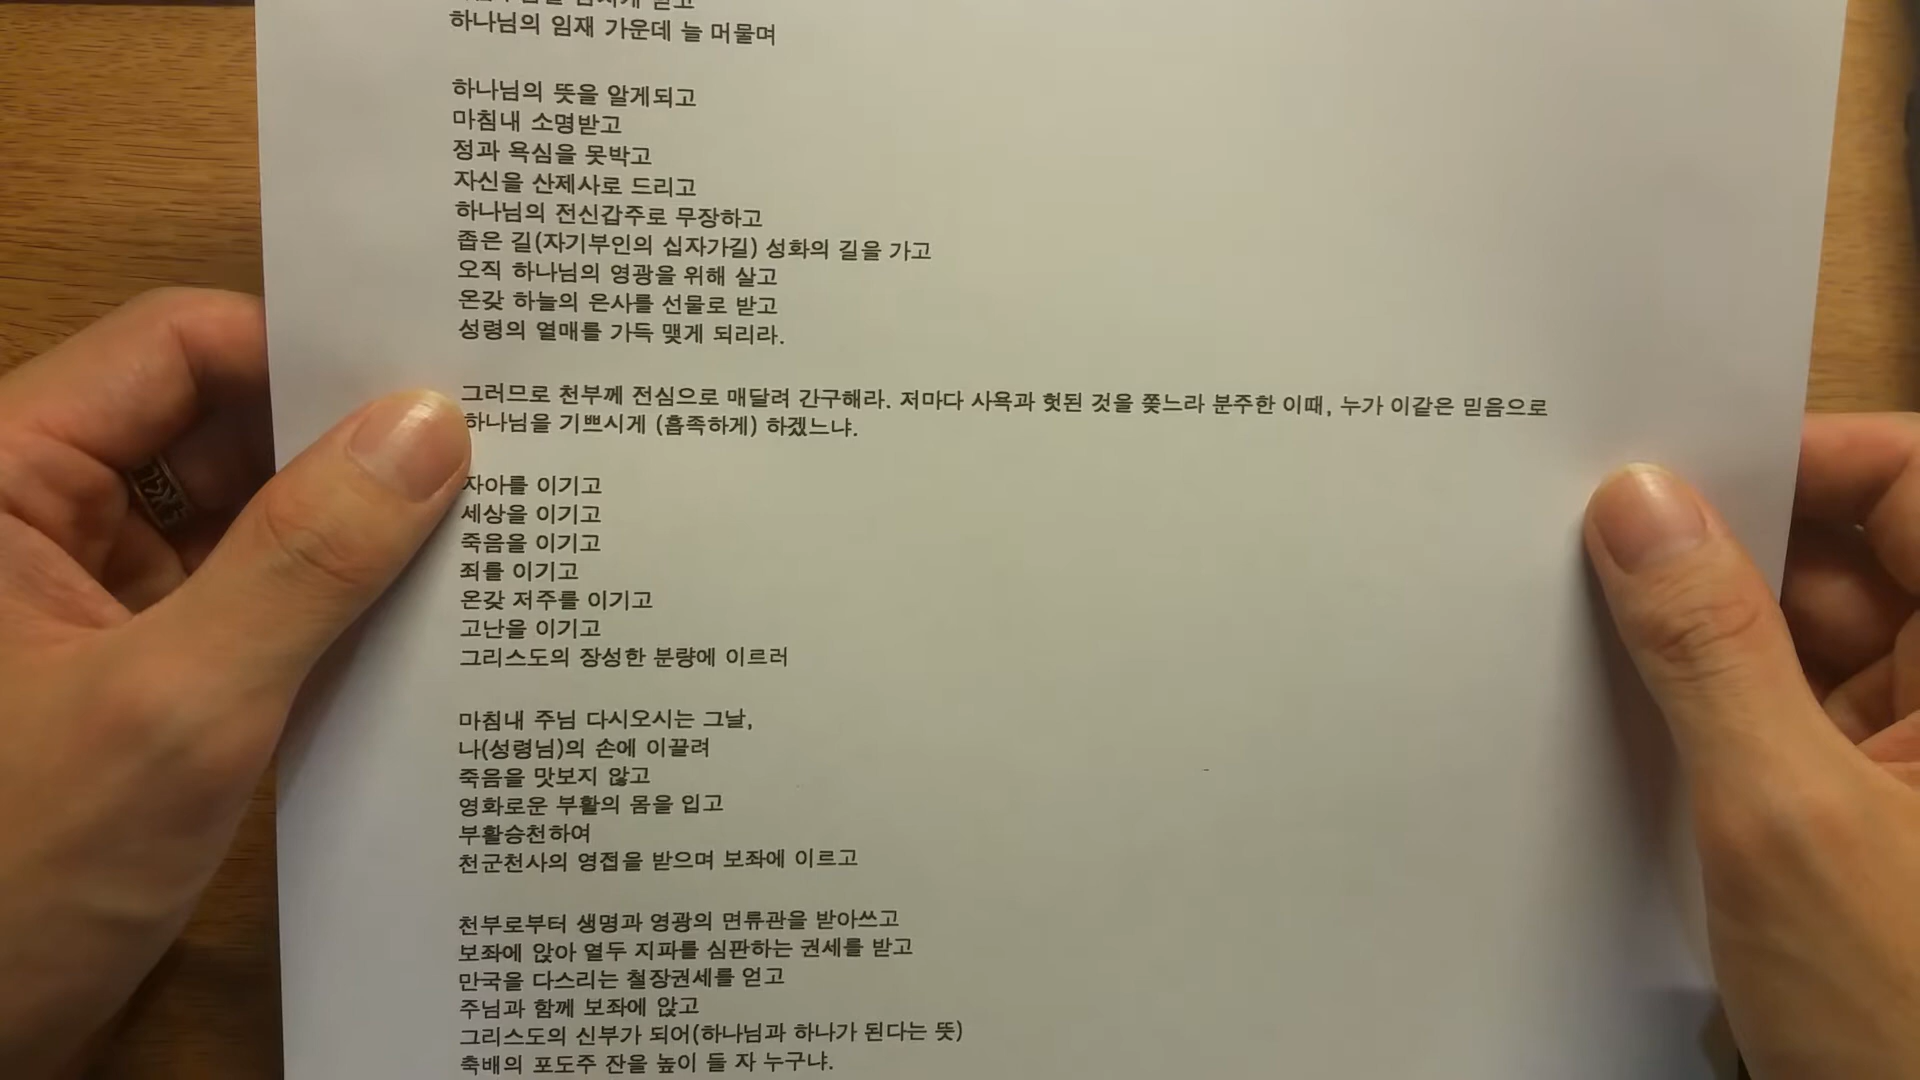 받고
하나님의 임재 가운데 늘 머물며
하나님의 뜻을 알게되고
마침내 소명받고
정과 욕심을 못박고
자신을 산제사로 드리고
하나님의 전신갑주로 무장하고
좁은 길(자기부인의 십자가길) 성화의 길을 가고
오직 하나님의 영광을 위해 살고
온갖 하늘의 은사를 선물로 받고
성령의 열매를 가득 맺게 되리라.
그러므로 천부께 전심으로 매달려 간구해라. 저마다 사욕과 헛된 것을 쫒느라 분주한 이때, 누가 이같은 믿음으로
하나님을 기쁘시게 (흡족하게) 하겠느냐.
자아를 이기고
세상을 이기고
죽음을 이기고
죄를 이기고
온갖 저주를 이기고
고난을 이기고
그리스도의 장성한 분량에 이르러
마침내 주님 다시오시는 그날,
나(성령님)의 손에 이끌려
죽음을 맛보지 않고
영화로운 부활의 몸을 입고
부활승천하여
천군천사의 영접을 받으며 보좌에 이르고
천부로부터 생명과 영광의 면류관을 받아쓰고
보좌에 앉아 열두 지파를 심판하는 권세를 받고
만국을 다스리는 철장권세를 얻고
주님과 함께 보좌에 앉고
그리스도의 신부가 되어(하나님과 하나가 된다는 뜻)
축배의 포도주 잔을 높이 들 자 누구냐.